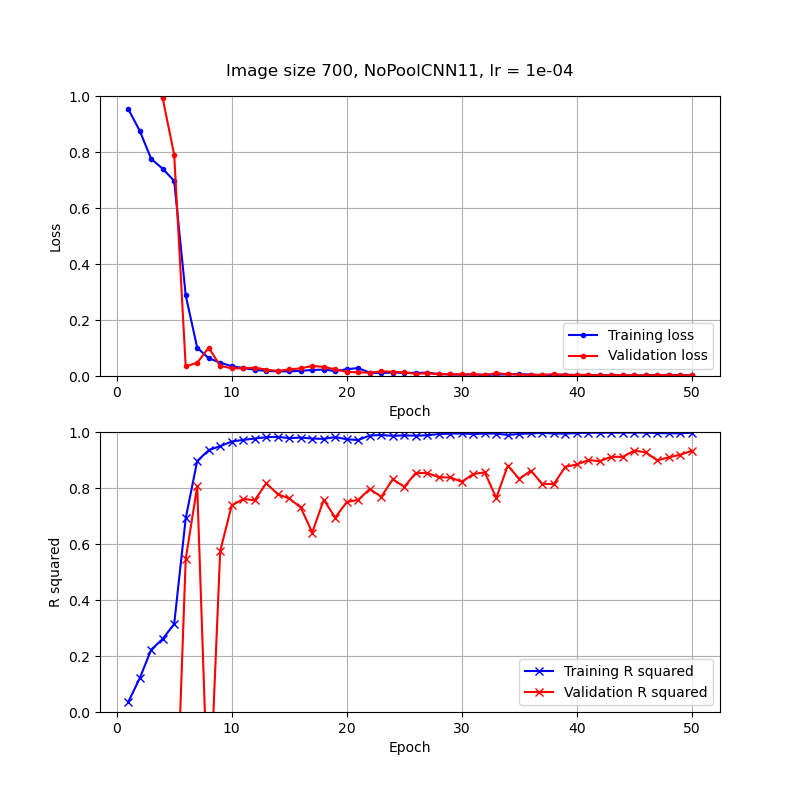 Image size 700, NoPoolCNN11, lr = 1e-04
1.0
0.8
0.6
0.4
0.2
0.0
Loss
0 10 20 30 40 50
Epoch
Training loss
Validation loss
1.0
0.8
0.6
0.4
0.2
0.0
R squared
0 10 20 30 40 50
Epoch
Training R squared
Validation R squared